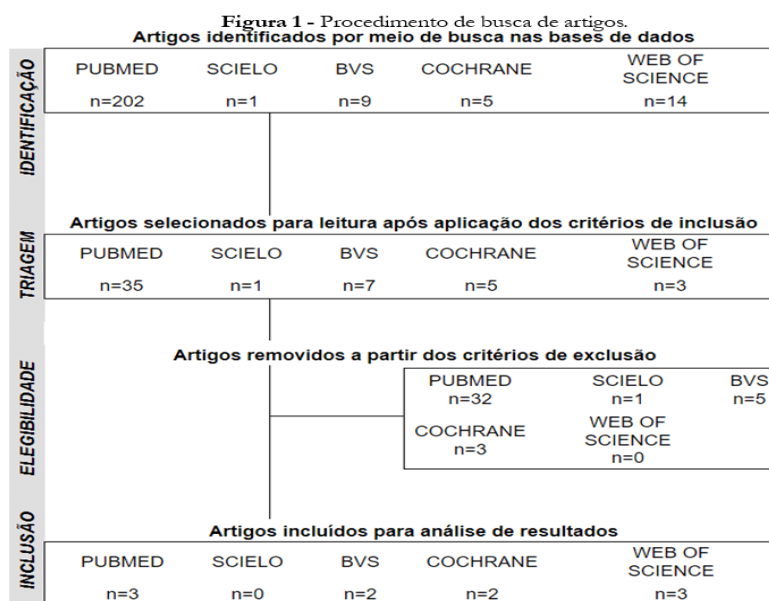 Figura 1 - Procedimento de busca de artigos.
Artigos identificados por meio de busca nas bases de dados
IDENTIFICAÇÃO
PUBMED SCIELO BVS COCHRANE WEB OF SCIENCE
n=202 n=1 n=9 n=5 n=14
Artigos selecionados para leitura após aplicação dos critérios de inclusão
TRIAGEM
PUBMED SCIELO BVS COCHRANE WEB OF SCIENCE
n=35 n=1 n=7 n=5 n=3
Artigos removidos a partir dos critérios de exclusão
ELEGIBILIDADE
PUBMED SCIELO BVS
n=32 n=1 n=5
COCHRANE WEB OF SCIENCE
n=3 n=0
Artigos incluídos para análise de resultados
INCLUSÃO
PUBMED SCIELO BVS COCHRANE WEB OF SCIENCE
n=3 n=0 n=2 n=2 n=3